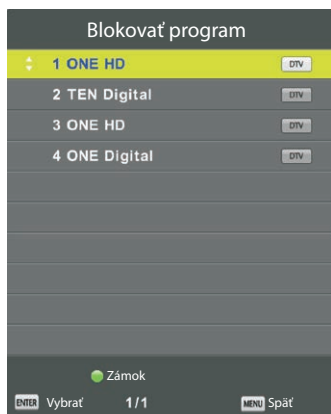 Blokovať program
1 ONE HD DTV
2 TEN Digital DTV
3 ONE HD DTV
4 ONE Digital DTV
Zámok
ENTER Vybrať 1/1 MENU Späť